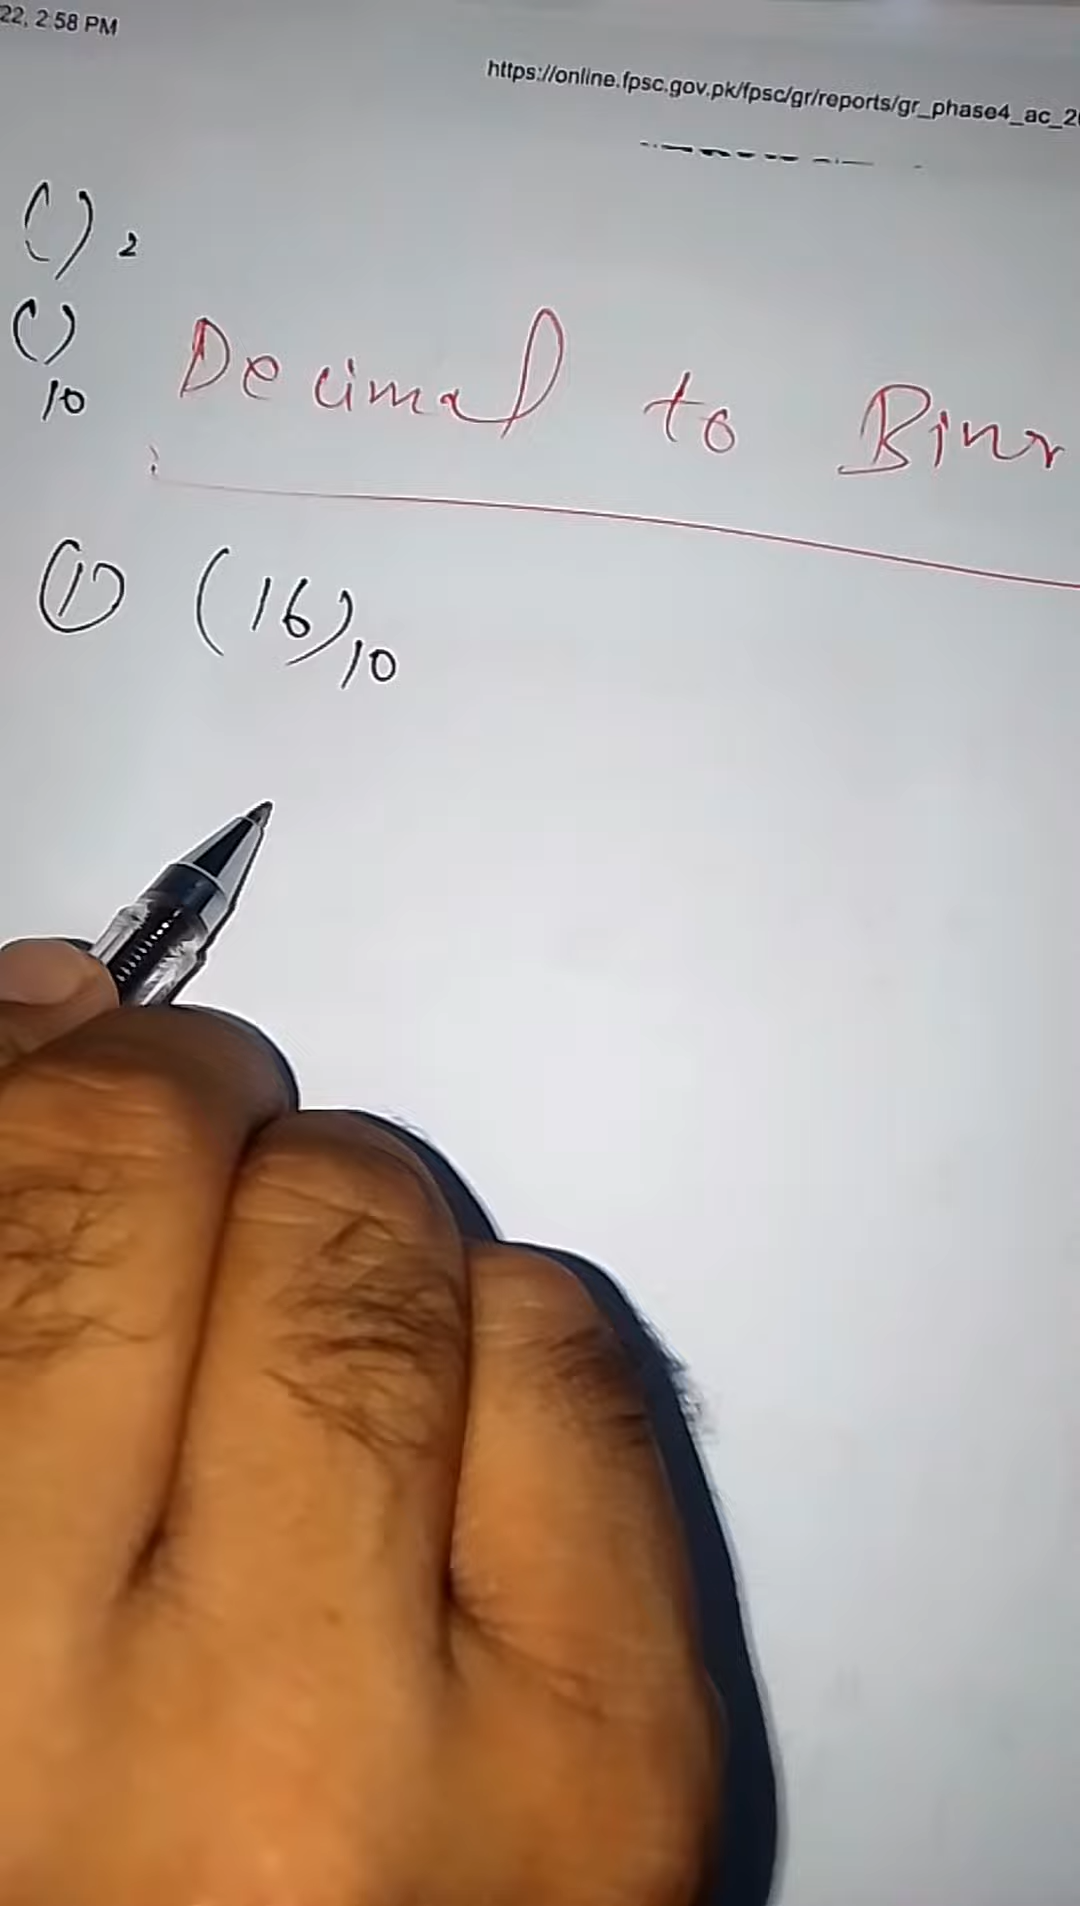 22, 2:58 PM
https://online.fpsc.gov.pk/fpsc/gr/reports/gr_phase4_ac_2
( )2
( )10
Decimal to Binr
① (16)10